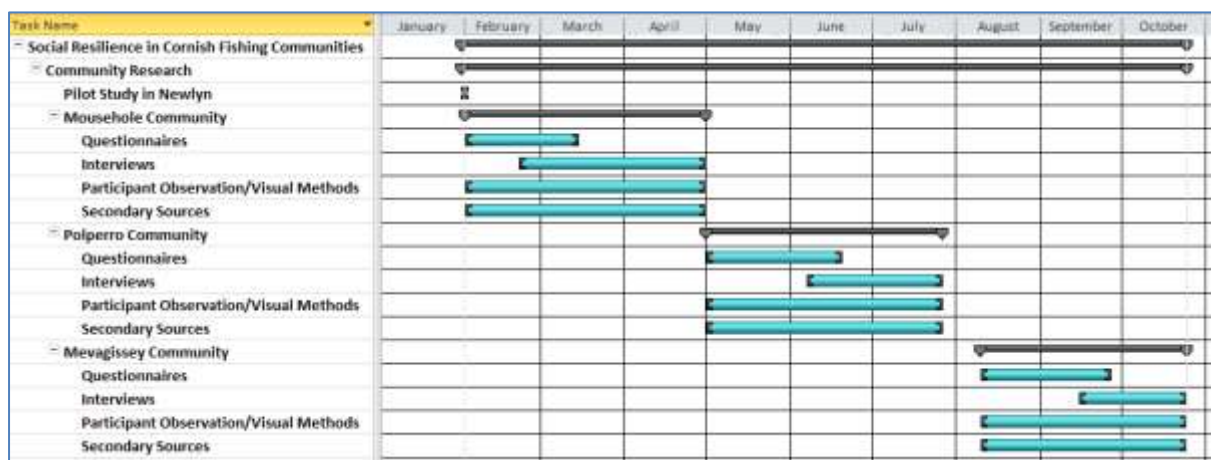 Task Name January February March April May June July August September October
Social Resilience in Cornish Fishing Communities
Community Research
Pilot Study in Newlyn
Mousehole Community
Questionnaires
Interviews
Participant Observation/Visual Methods
Secondary Sources
Polperro Community
Questionnaires
Interviews
Participant Observation/Visual Methods
Secondary Sources
Mevagissey Community
Questionnaires
Interviews
Participant Observation/Visual Methods
Secondary Sources